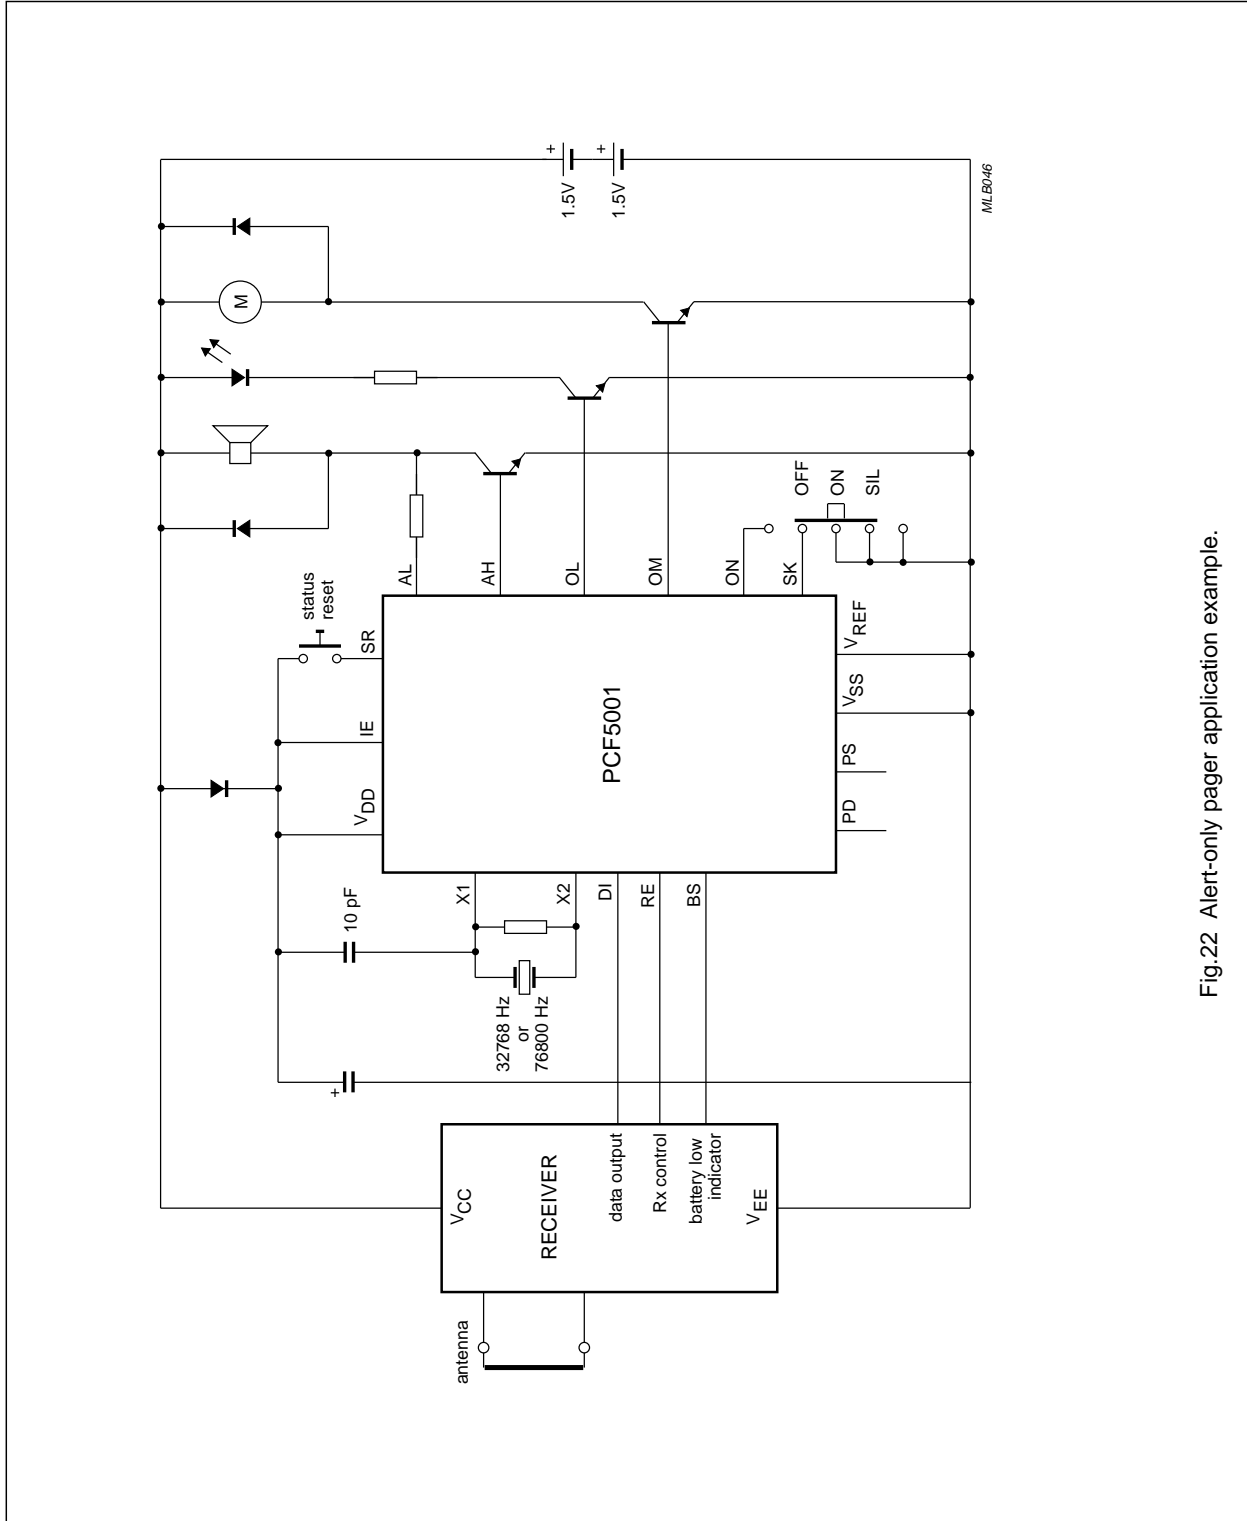 antenna
RECEIVER
VCC
VEE
data output
Rx control
battery low
indicator
+
32768 Hz
or
76800 Hz
10 pF
X1
X2
DI
RE
BS
VDD
IE
SR
status
reset
PCF5001
PD
PS
VSS
VREF
AL
AH
OL
OM
ON
SK
OFF
ON
SIL
M
+
1.5V
+
1.5V
MLB046
Fig.22 Alert-only pager application example.